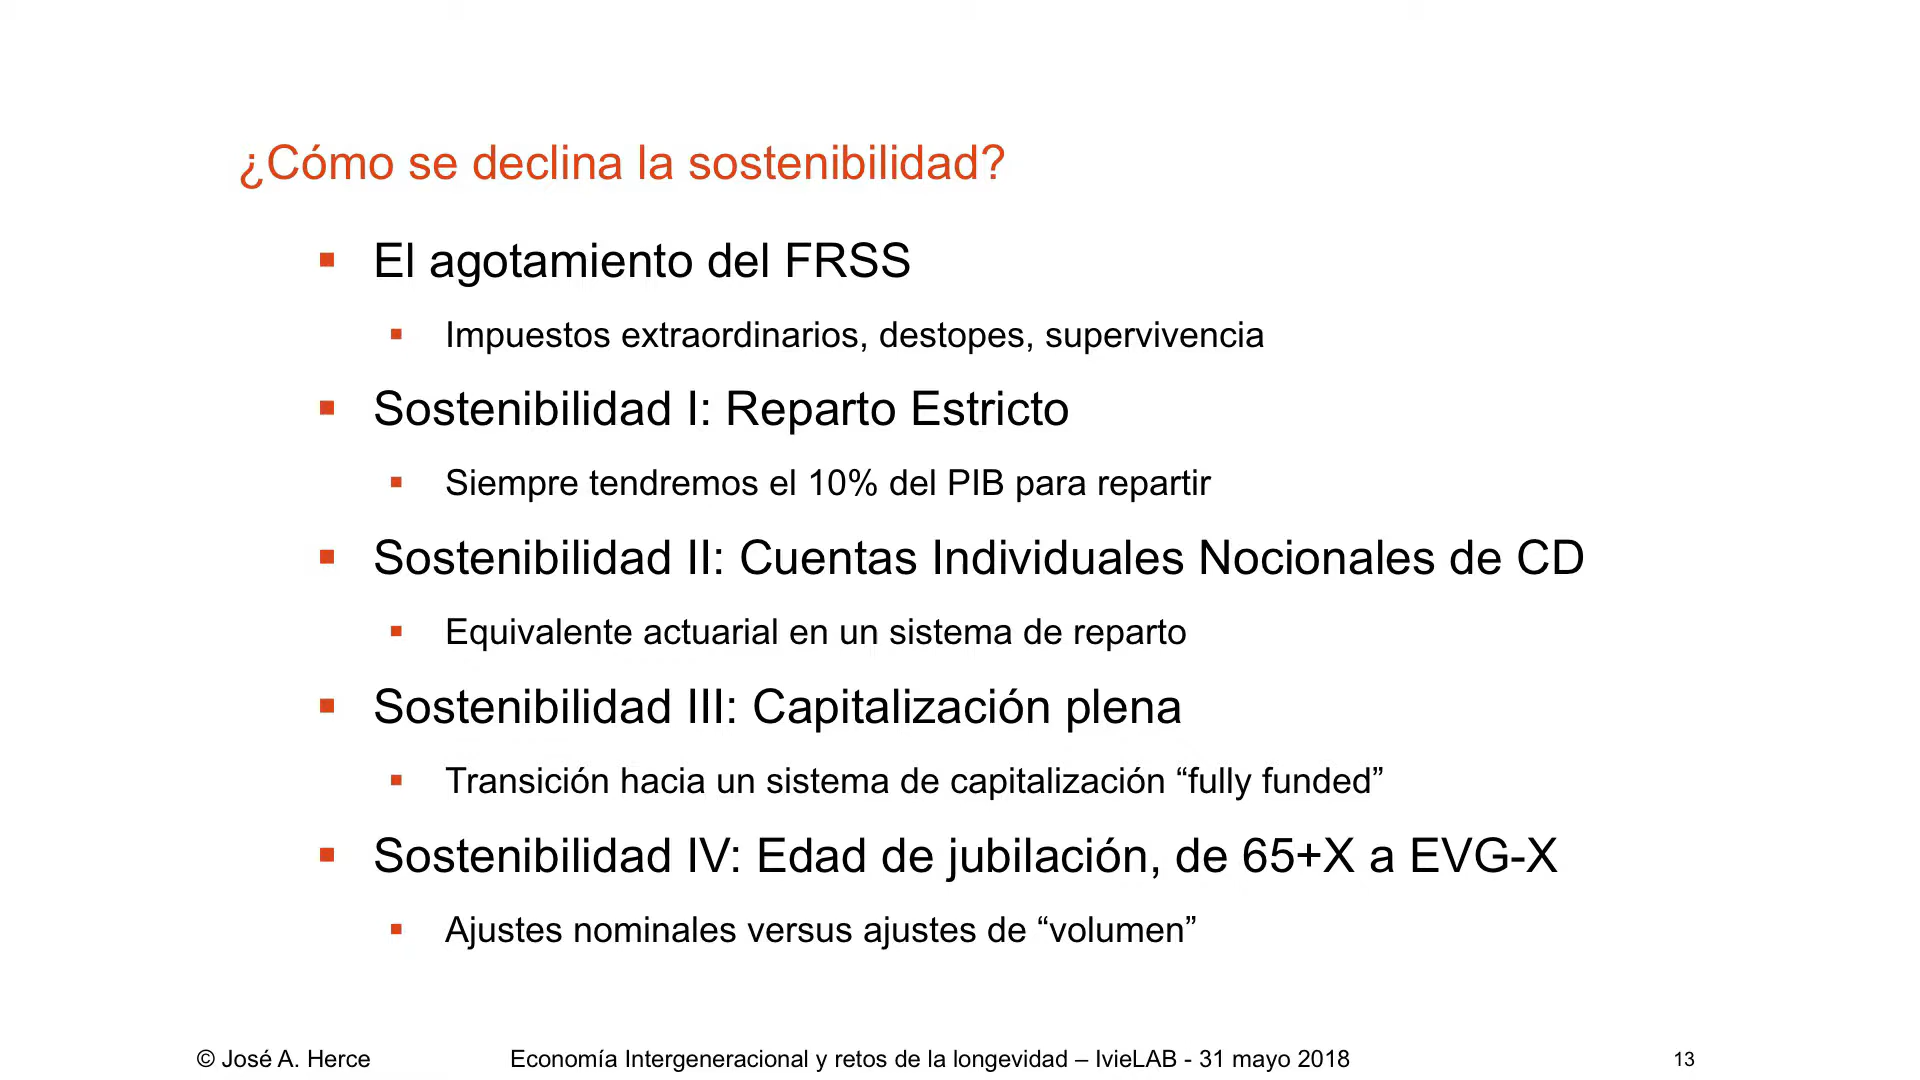 ¿Cómo se declina la sostenibilidad?
El agotamiento del FRSS
Impuestos extraordinarios, destopes, supervivencia
Sostenibilidad I: Reparto Estricto
Siempre tendremos el 10% del PIB para repartir
Sostenibilidad II: Cuentas Individuales Nocionales de CD
Equivalente actuarial en un sistema de reparto
Sostenibilidad III: Capitalización plena
Transición hacia un sistema de capitalización “fully funded”
Sostenibilidad IV: Edad de jubilación, de 65+X a EVG-X
Ajustes nominales versus ajustes de “volumen”
© José A. Herce
Economía Intergeneracional y retos de la longevidad – IvieLAB - 31 mayo 2018
13